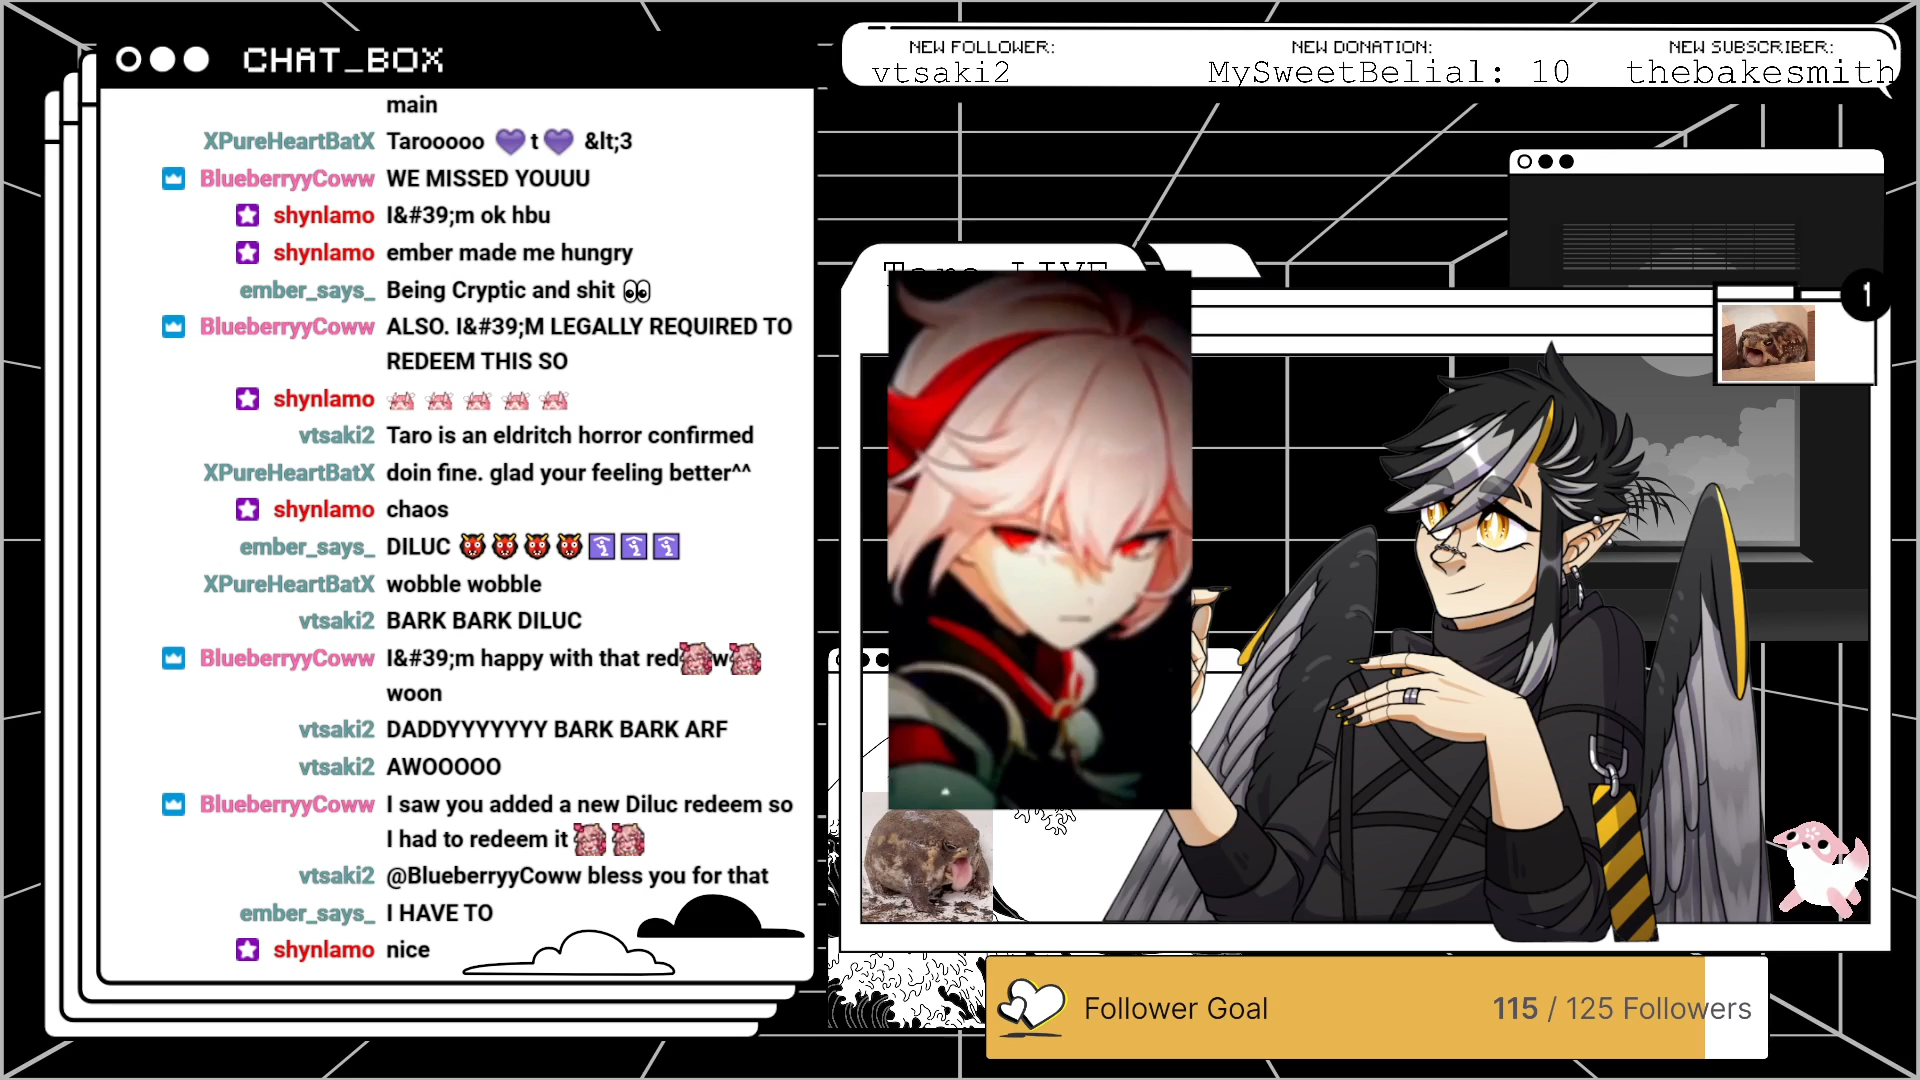 CHAT_BOX
NEW FOLLOWER:
vtsaki2
NEW DONATION:
MySweetBelial: 10
NEW SUBSCRIBER:
thebakesmith
main
XPureHeartBatX Tarooooo 💜t💜 &lt;3
BlueberryyCoww WE MISSED YOUUU
shynlamo I&#39;m ok hbu
shynlamo ember made me hungry
ember_says_ Being Cryptic and shit 👀
BlueberryyCoww ALSO. I&#39;M LEGALLY REQUIRED TO
REDEEM THIS SO
shynlamo
vtsaki2 Taro is an eldritch horror confirmed
XPureHeartBatX doin fine. glad your feeling better^^
shynlamo chaos
ember_says_ DILUC 👹👹👹👹🛐🛐🛐
XPureHeartBatX wobble wobble
vtsaki2 BARK BARK DILUC
BlueberryyCoww I&#39;m happy with that red w
woon
vtsaki2 DADDYYYYYYY BARK BARK ARF
vtsaki2 AWOOOOO
BlueberryyCoww I saw you added a new Diluc redeem so
I had to redeem it
vtsaki2 @BlueberryyCoww bless you for that
ember_says_ I HAVE TO
shynlamo nice
Taro LIVE
1
Follower Goal
115 / 125 Followers